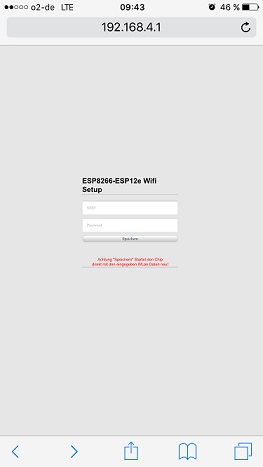 o2-de LTE 09:43 46 %
192.168.4.1
ESP8266-ESP12e Wifi
Setup
SSID
Password
Speichern
Achtung "Speichern" Startet den Chip
direkt mit den eingegeben WLan Daten neu!